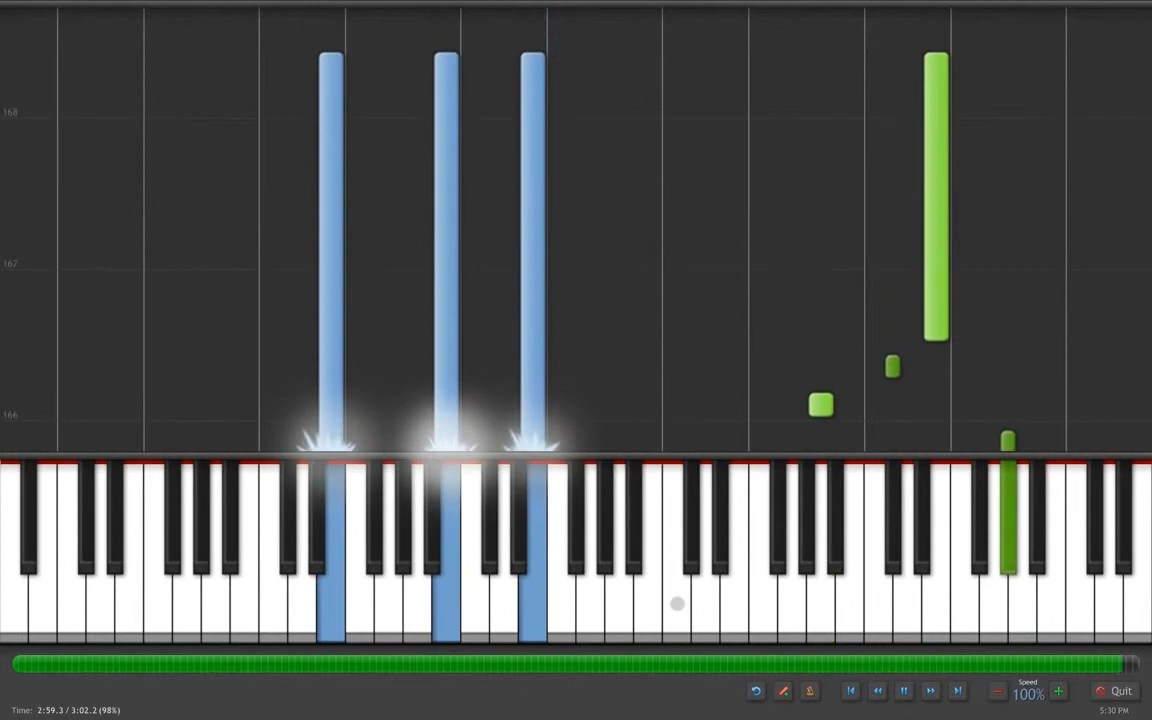 168
167
166
Speed
100%
Quit
Time: 2:59.3 / 3:02.2 (98%)
5:30 PM